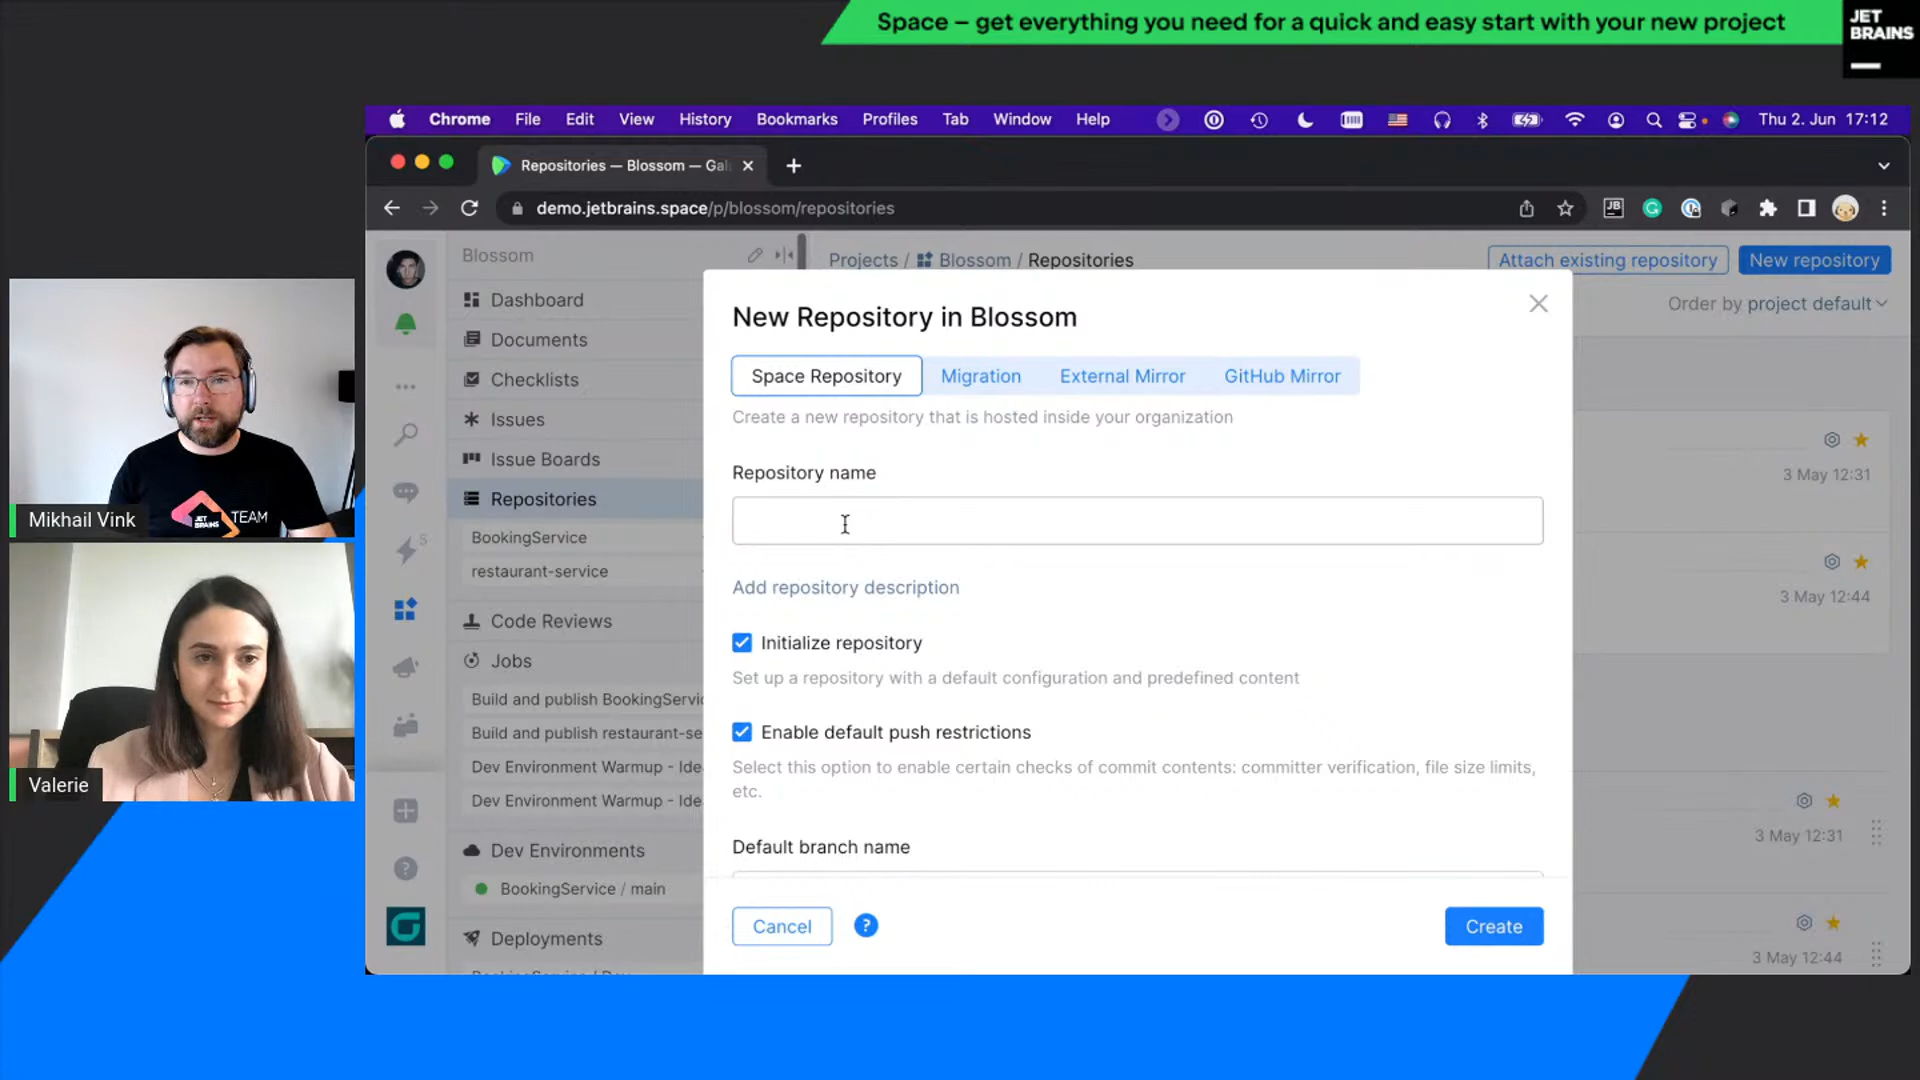 Space – get everything you need for a quick and easy start with your new project
JET
BRAINS
Chrome File Edit View History Bookmarks Profiles Tab Window Help Thu 2. Jun 17:12
Repositories — Blossom — Gal
demo.jetbrains.space/p/blossom/repositories
Blossom
Projects / Blossom / Repositories
Attach existing repository
New repository
Order by project default
Dashboard
Documents
Checklists
Issues
Issue Boards
Repositories
BookingService
restaurant-service
Code Reviews
Jobs
Build and publish BookingServic
Build and publish restaurant-se
Dev Environment Warmup - Ide
Dev Environment Warmup - Ide
Dev Environments
BookingService / main
Deployments
5
New Repository in Blossom
Space Repository
Migration
External Mirror
GitHub Mirror
Create a new repository that is hosted inside your organization
Repository name
Add repository description
Initialize repository
Set up a repository with a default configuration and predefined content
Enable default push restrictions
Select this option to enable certain checks of commit contents: committer verification, file size limits,
etc.
Default branch name
Cancel
?
Create
3 May 12:31
3 May 12:44
3 May 12:31
3 May 12:44
JET
BRAINS
TEAM
Mikhail Vink
Valerie